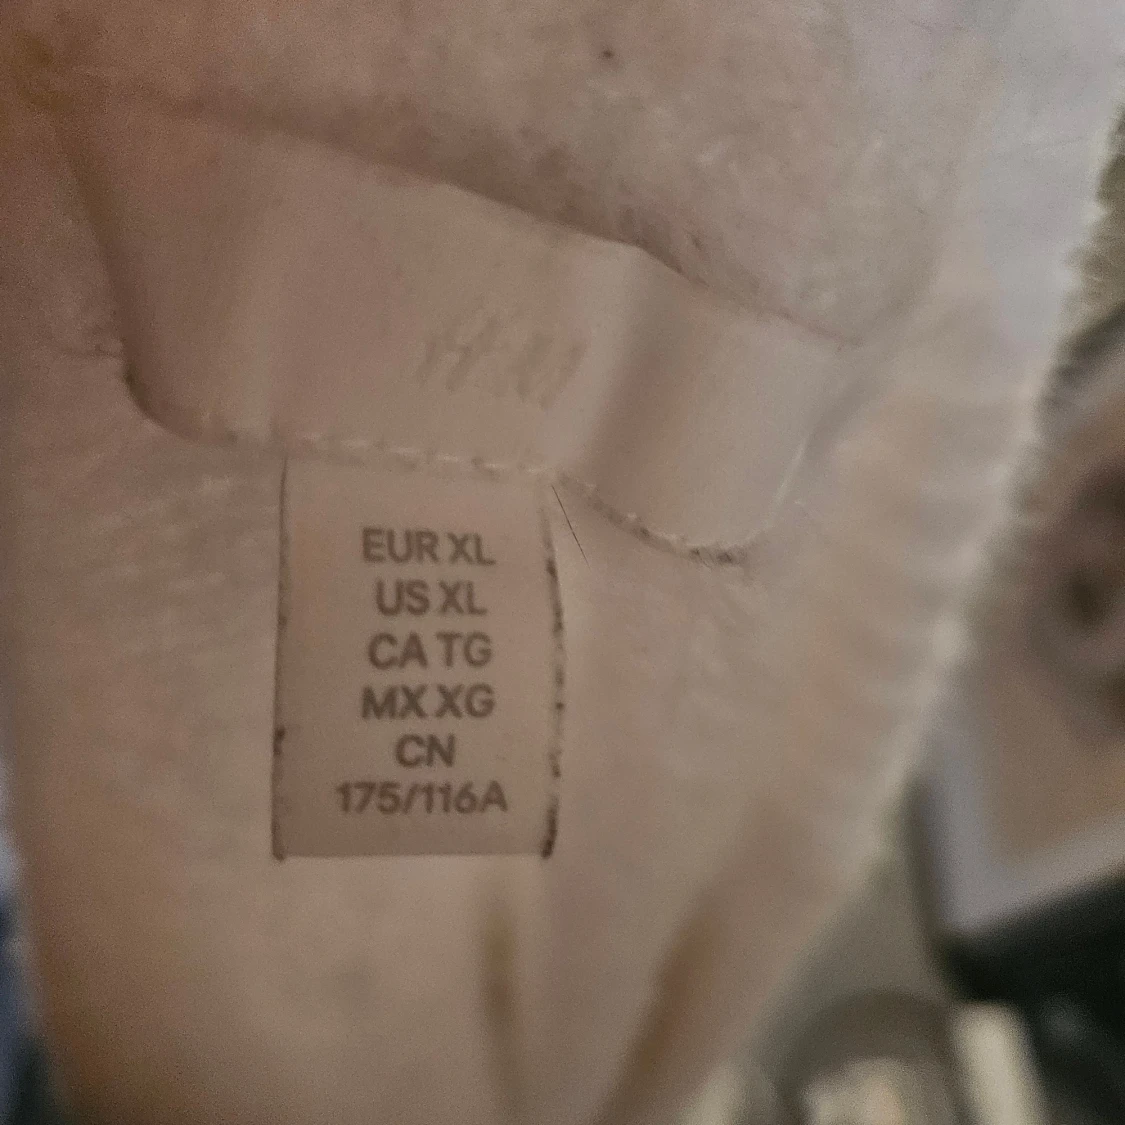 EUR XL
US XL
CA TG
MX XG
CN
175/116A